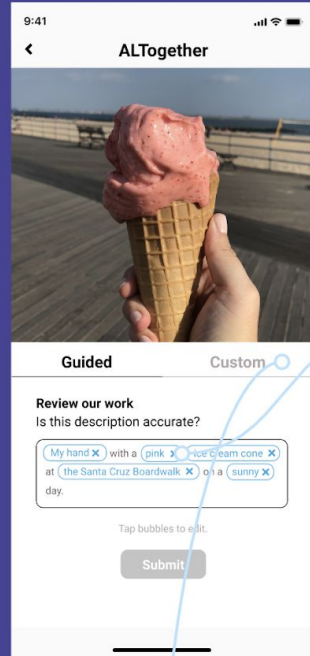 9:41
ALTogether
Guided Custom
Review our work
Is this description accurate?
My hand X with a pink X ice cream cone X
at the Santa Cruz Boardwalk X on a sunny X
day.
Tap bubbles to edit.
Submit